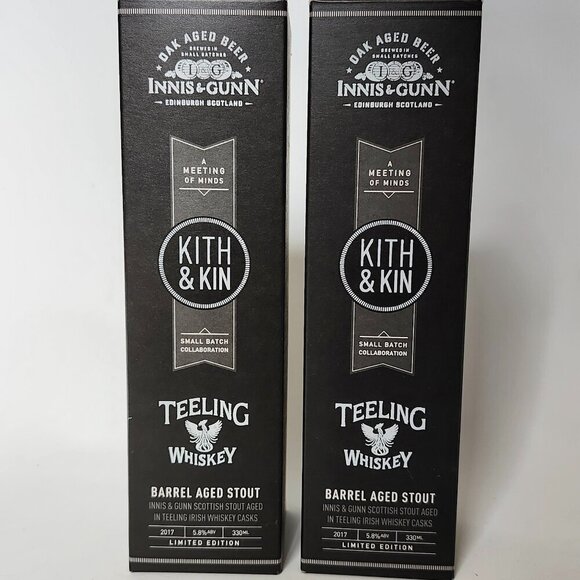 OAK AGED BEER
BREWED IN
SMALL BATCHES
I&G
INNIS & GUNN
EDINBURGH SCOTLAND
A
MEETING
OF MINDS
KITH
& KIN
SMALL BATCH
COLLABORATION
TEELING
WHISKEY
BARREL AGED STOUT
INNIS & GUNN SCOTTISH STOUT AGED
IN TEELING IRISH WHISKEY CASKS
2017 5.8% ABV 330ML
LIMITED EDITION
OAK AGED BEER
BREWED IN
SMALL BATCHES
I&G
INNIS & GUNN
EDINBURGH SCOTLAND
A
MEETING
OF MINDS
KITH
& KIN
SMALL BATCH
COLLABORATION
TEELING
WHISKEY
BARREL AGED STOUT
INNIS & GUNN SCOTTISH STOUT AGED
IN TEELING IRISH WHISKEY CASKS
2017 5.8% ABV 330ML
LIMITED EDITION